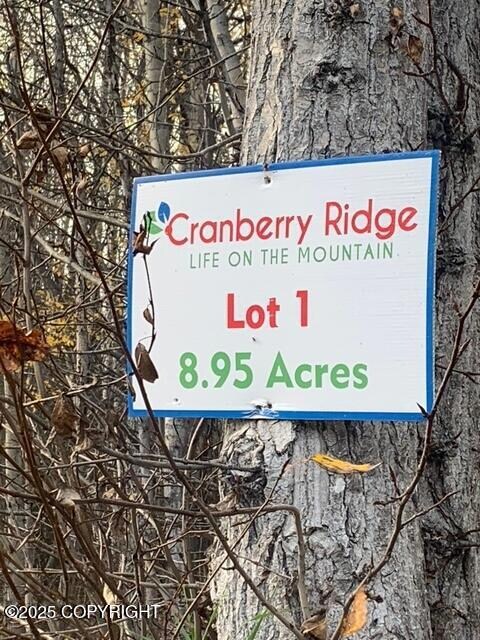 Cranberry Ridge
LIFE ON THE MOUNTAIN
Lot 1
8.95 Acres
©2025 COPYRIGHT